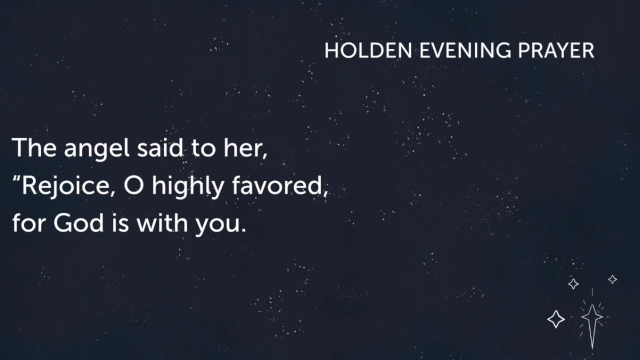 HOLDEN EVENING PRAYER
The angel said to her,
“Rejoice, O highly favored,
for God is with you.